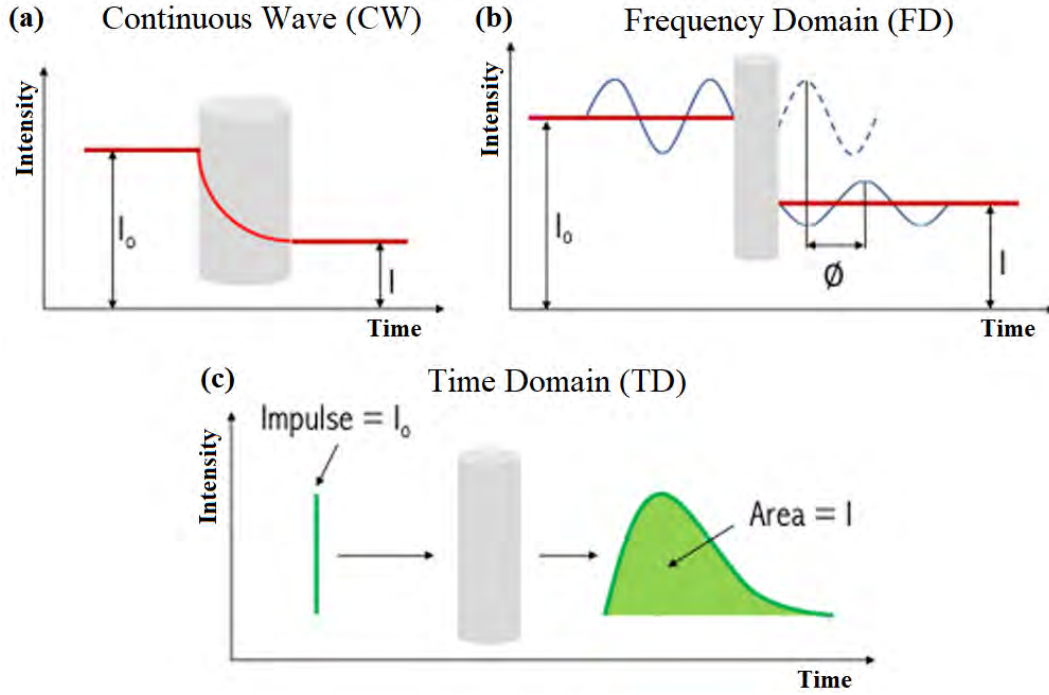 (a) Continuous Wave (CW)
Intensity
I₀
I
Time
(b) Frequency Domain (FD)
Intensity
I₀
Ø
I
Time
(c) Time Domain (TD)
Intensity
Impulse = I₀
Area = I
Time